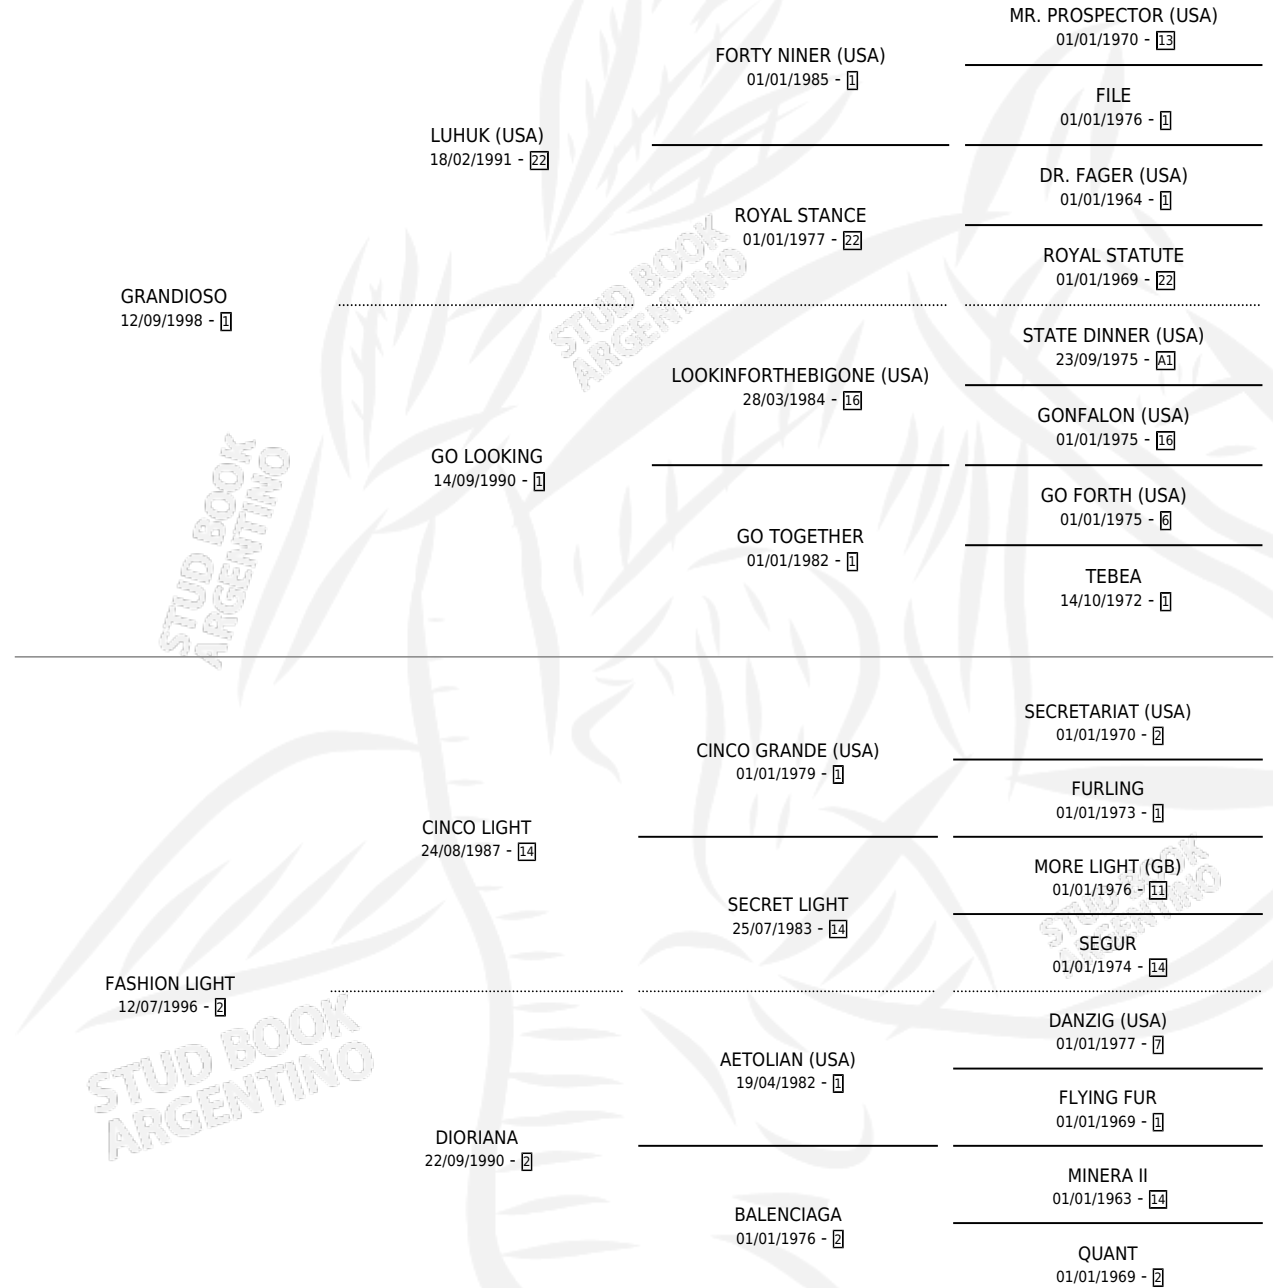 MR. PROSPECTOR (USA)
01/01/1970 - 13
FORTY NINER (USA)
01/01/1985 - 1
FILE
01/01/1976 - 1
LUHUK (USA)
18/02/1991 - 22
DR. FAGER (USA)
01/01/1964 - 1
ROYAL STANCE
01/01/1977 - 22
ROYAL STATUTE
01/01/1969 - 22
GRANDIOSO
12/09/1998 - 1
STATE DINNER (USA)
23/09/1975 - A1
LOOKINFORTHEBIGONE (USA)
28/03/1984 - 16
GONFALON (USA)
01/01/1975 - 16
GO LOOKING
14/09/1990 - 1
GO FORTH (USA)
01/01/1975 - 6
GO TOGETHER
01/01/1982 - 1
TEBEA
14/10/1972 - 1
SECRETARIAT (USA)
01/01/1970 - 2
CINCO GRANDE (USA)
01/01/1979 - 1
FURLING
01/01/1973 - 1
CINCO LIGHT
24/08/1987 - 14
MORE LIGHT (GB)
01/01/1976 - 11
SECRET LIGHT
25/07/1983 - 14
SEGUR
01/01/1974 - 14
FASHION LIGHT
12/07/1996 - 2
DANZIG (USA)
01/01/1977 - 7
AETOLIAN (USA)
19/04/1982 - 1
FLYING FUR
01/01/1969 - 1
DIORIANA
22/09/1990 - 2
MINERA II
01/01/1963 - 14
BALENCIAGA
01/01/1976 - 2
QUANT
01/01/1969 - 2
STUD BOOK
ARGENTINO
STUD BOOK
ARGENTINO
STUD BOOK
ARGENTINO
STUD BOOK
ARGENTINO